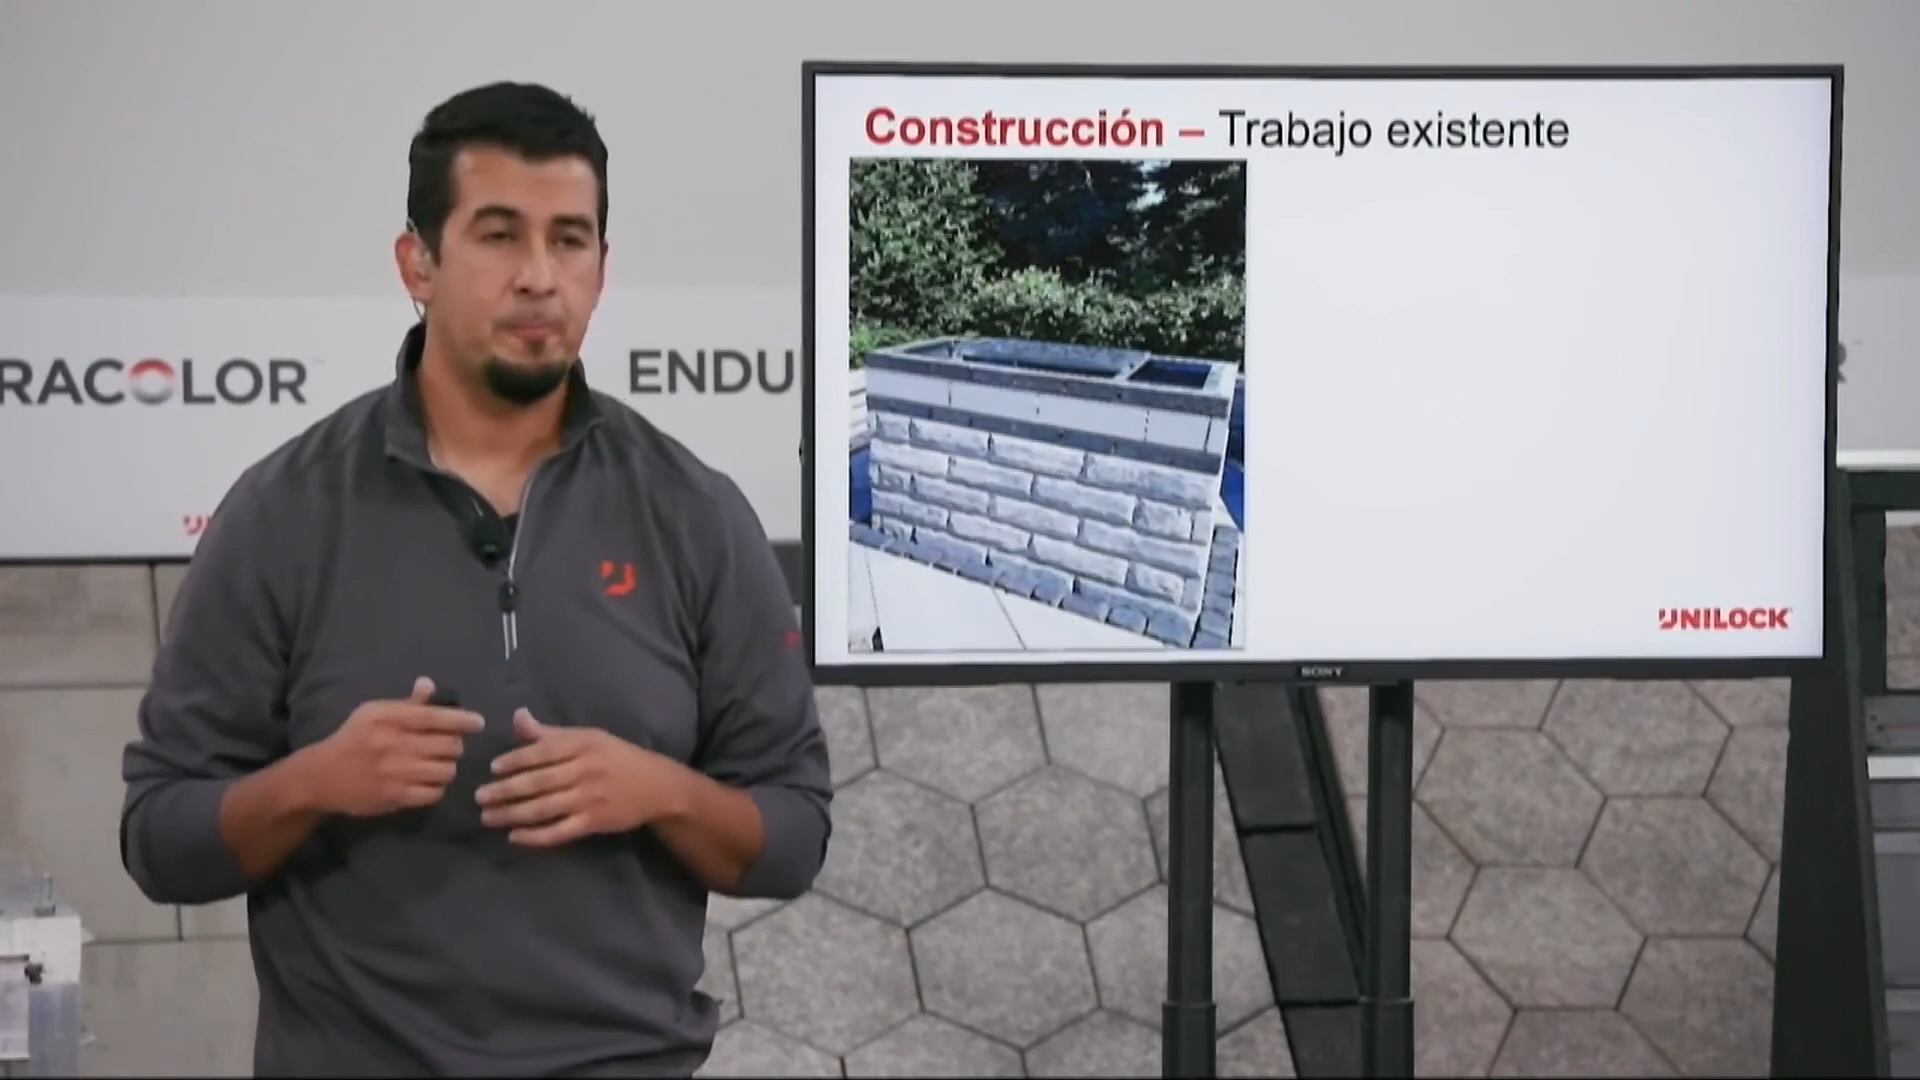 Construcción – Trabajo existente
RACOLOR
ENDU
UNILOCK
SONY